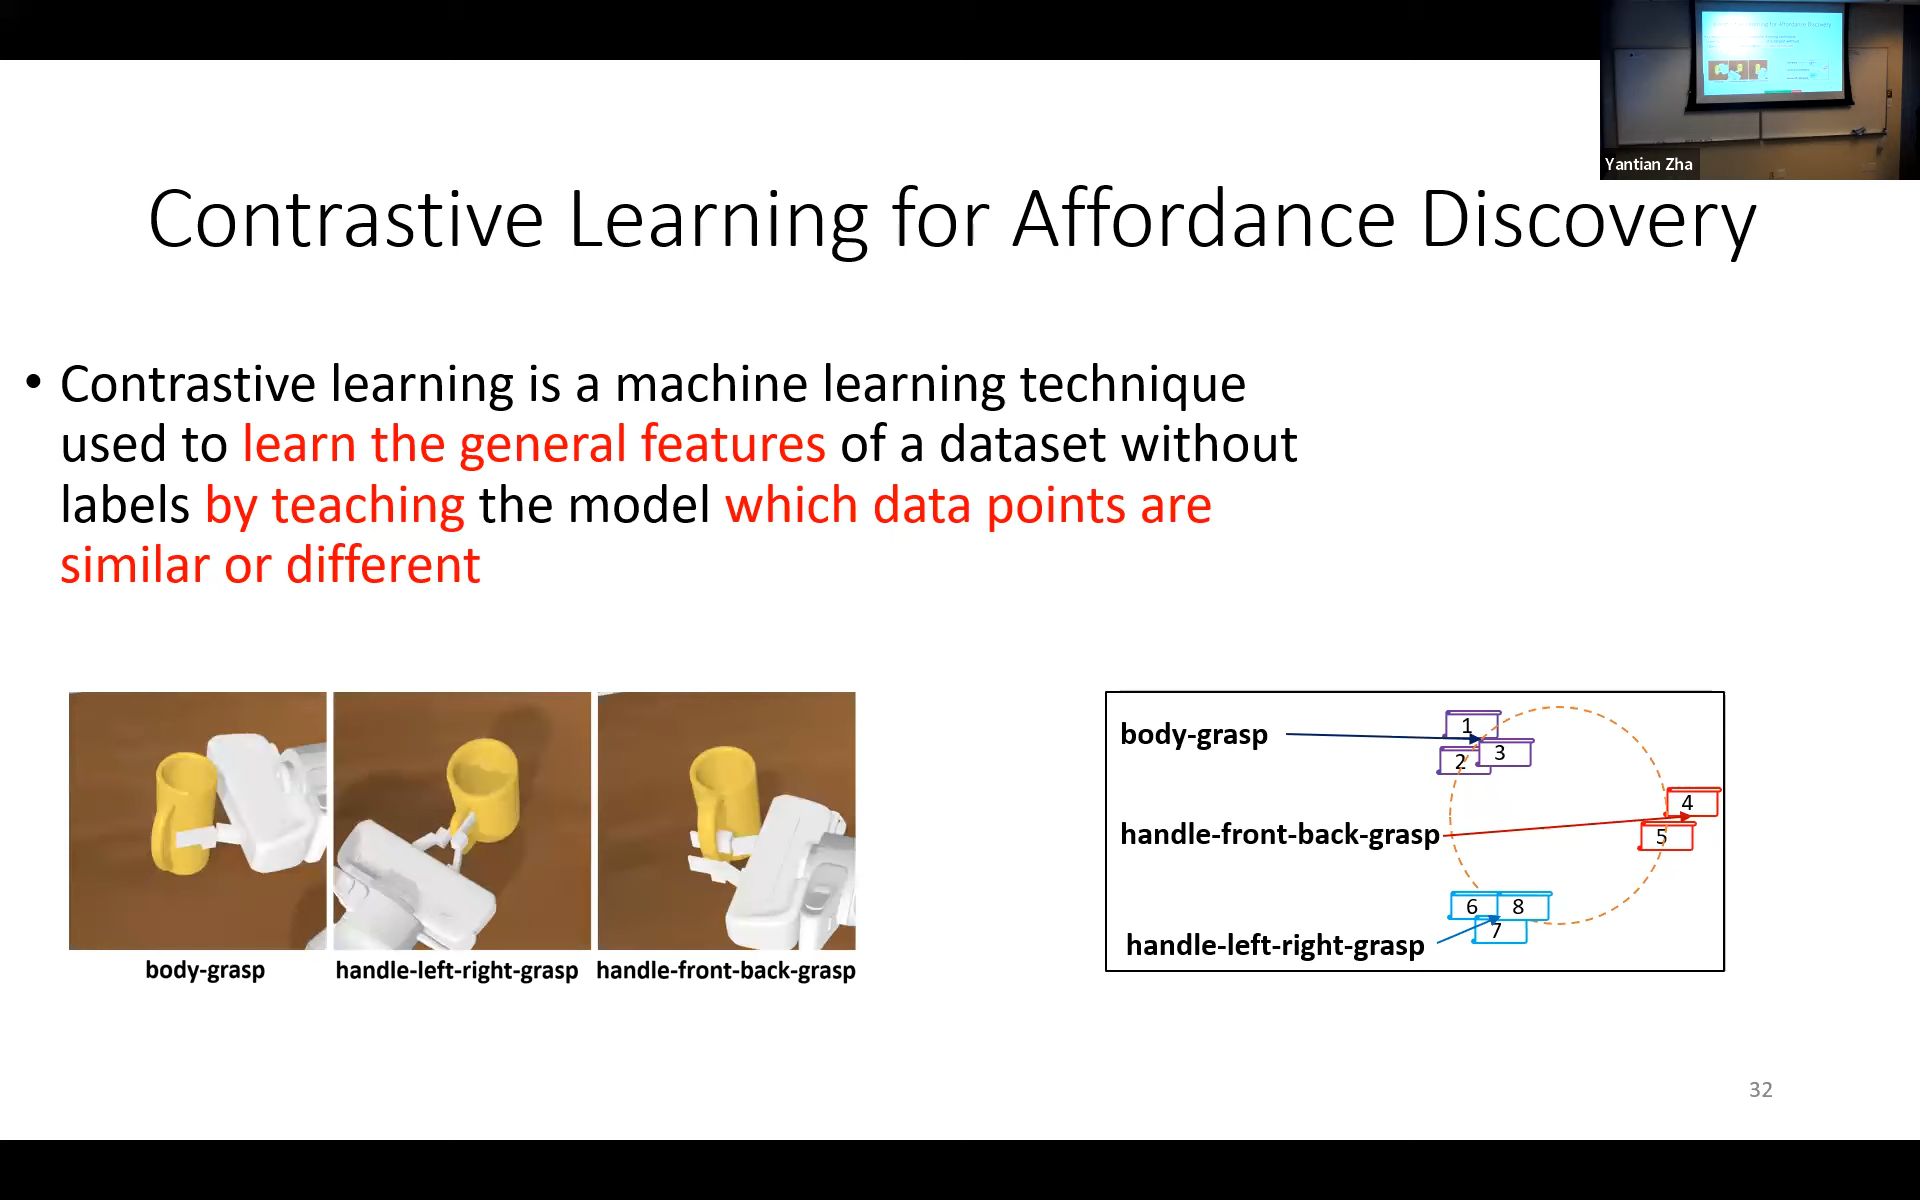 Yantian Zha
Contrastive Learning for Affordance Discovery
• Contrastive learning is a machine learning technique
used to learn the general features of a dataset without
labels by teaching the model which data points are
similar or different
body-grasp
handle-left-right-grasp
handle-front-back-grasp
body-grasp
1
2
3
handle-front-back-grasp
4
5
handle-left-right-grasp
6
8
7
32